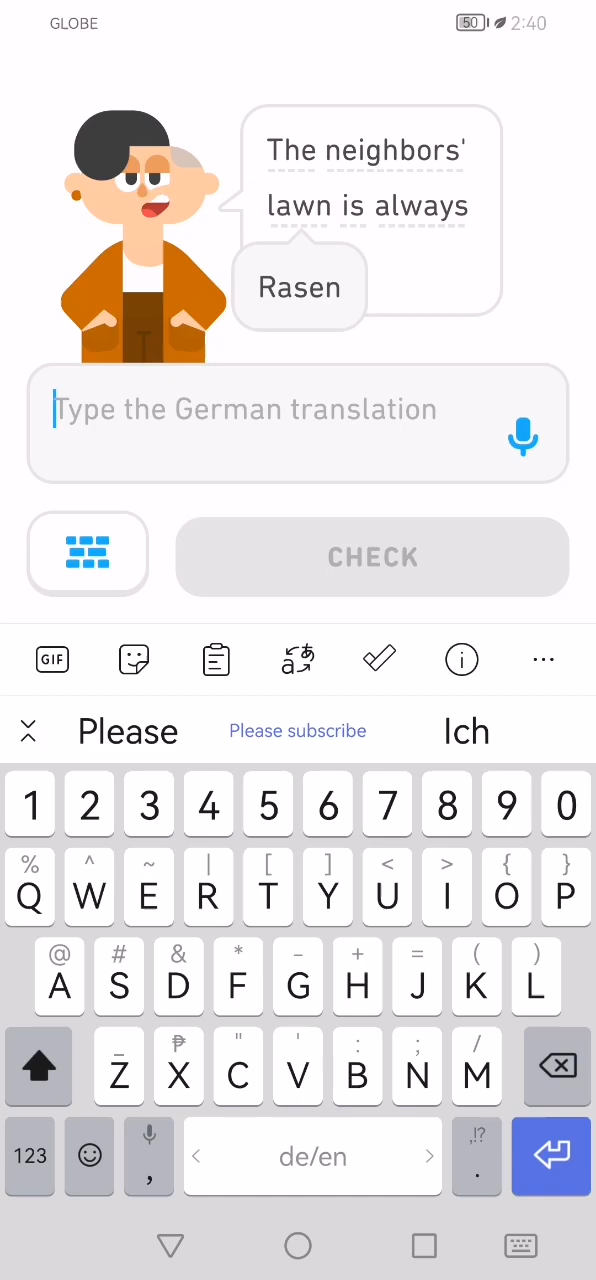 GLOBE 50 2:40
The neighbors'
lawn is always
Rasen
Type the German translation
CHECK
GIF
Please Please subscribe Ich
1 2 3 4 5 6 7 8 9 0
% ^ ~ | [ ] < > { }
Q W E R T Y U I O P
@ # & * - + = ( )
A S D F G H J K L
_ ₱ " ' : ; /
Z X C V B N M
,!?
123 , < de/en > .